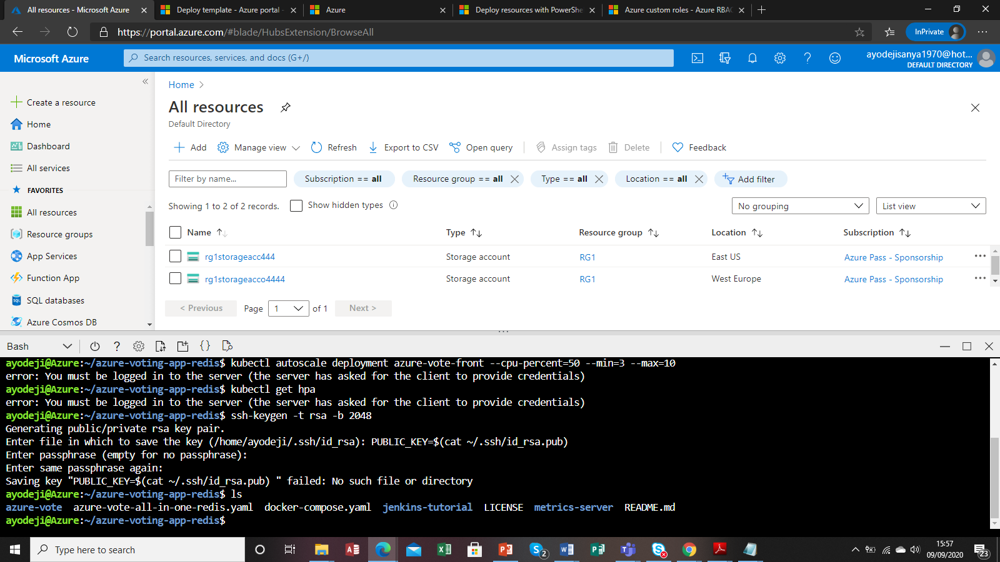 All resources - Microsoft Azure
Deploy template - Azure portal -
Azure
Deploy resources with PowerShe
Azure custom roles - Azure RBAC
https://portal.azure.com/#blade/HubsExtension/BrowseAll
InPrivate
Microsoft Azure
Search resources, services, and docs (G+/)
ayodejisanya1970@hot...
DEFAULT DIRECTORY
Create a resource
Home
Dashboard
All services
FAVORITES
All resources
Resource groups
App Services
Function App
SQL databases
Azure Cosmos DB
Home >
All resources
Default Directory
Add
Manage view
Refresh
Export to CSV
Open query
Assign tags
Delete
Feedback
Filter by name...
Subscription == all
Resource group == all
Type == all
Location == all
Add filter
Showing 1 to 2 of 2 records.
Show hidden types
No grouping
List view
Name
Type
Resource group
Location
Subscription
rg1storageacc444
Storage account
RG1
East US
Azure Pass - Sponsorship
rg1storageacco4444
Storage account
RG1
West Europe
Azure Pass - Sponsorship
< Previous
Page
1
of 1
Next >
Bash
ayodeji@Azure:~/azure-voting-app-redis$ kubectl autoscale deployment azure-vote-front --cpu-percent=50 --min=3 --max=10
error: You must be logged in to the server (the server has asked for the client to provide credentials)
ayodeji@Azure:~/azure-voting-app-redis$ kubectl get hpa
error: You must be logged in to the server (the server has asked for the client to provide credentials)
ayodeji@Azure:~/azure-voting-app-redis$ ssh-keygen -t rsa -b 2048
Generating public/private rsa key pair.
Enter file in which to save the key (/home/ayodeji/.ssh/id_rsa): PUBLIC_KEY=$(cat ~/.ssh/id_rsa.pub)
Enter passphrase (empty for no passphrase):
Enter same passphrase again:
Saving key "PUBLIC_KEY=$(cat ~/.ssh/id_rsa.pub) " failed: No such file or directory
ayodeji@Azure:~/azure-voting-app-redis$ ls
azure-vote azure-vote-all-in-one-redis.yaml docker-compose.yaml jenkins-tutorial LICENSE metrics-server README.md
ayodeji@Azure:~/azure-voting-app-redis$
Type here to search
2
15:57
09/09/2020
23